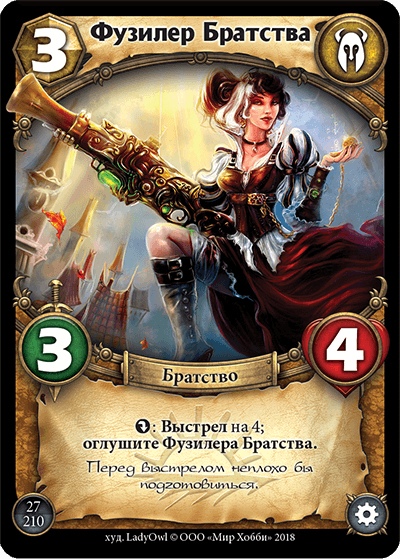 3
Фузилер Братства
3
4
Братство
: Выстрел на 4;
оглушите Фузилера Братства.
Перед выстрелом неплохо бы
подготовиться.
27
210
худ. LadyOwl © ООО «Мир Хобби» 2018